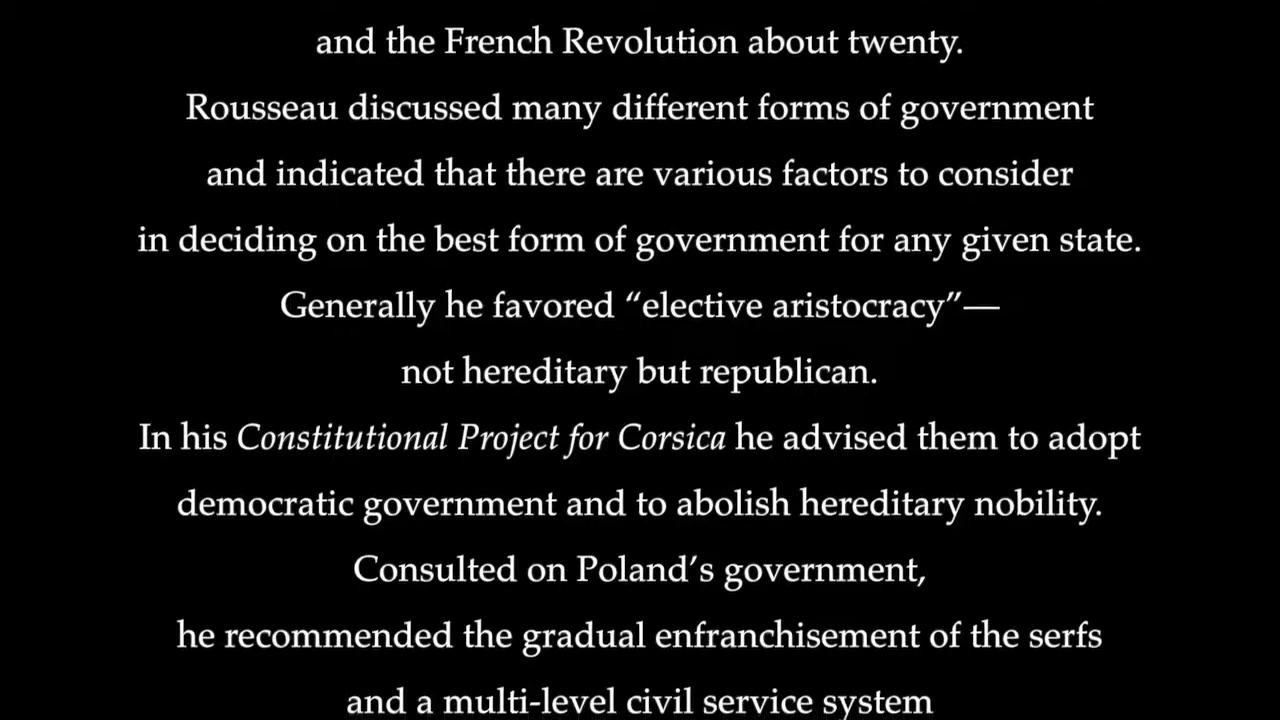 and the French Revolution about twenty.
Rousseau discussed many different forms of government
and indicated that there are various factors to consider
in deciding on the best form of government for any given state.
Generally he favored “elective aristocracy”—
not hereditary but republican.
In his Constitutional Project for Corsica he advised them to adopt
democratic government and to abolish hereditary nobility.
Consulted on Poland’s government,
he recommended the gradual enfranchisement of the serfs
and a multi-level civil service system